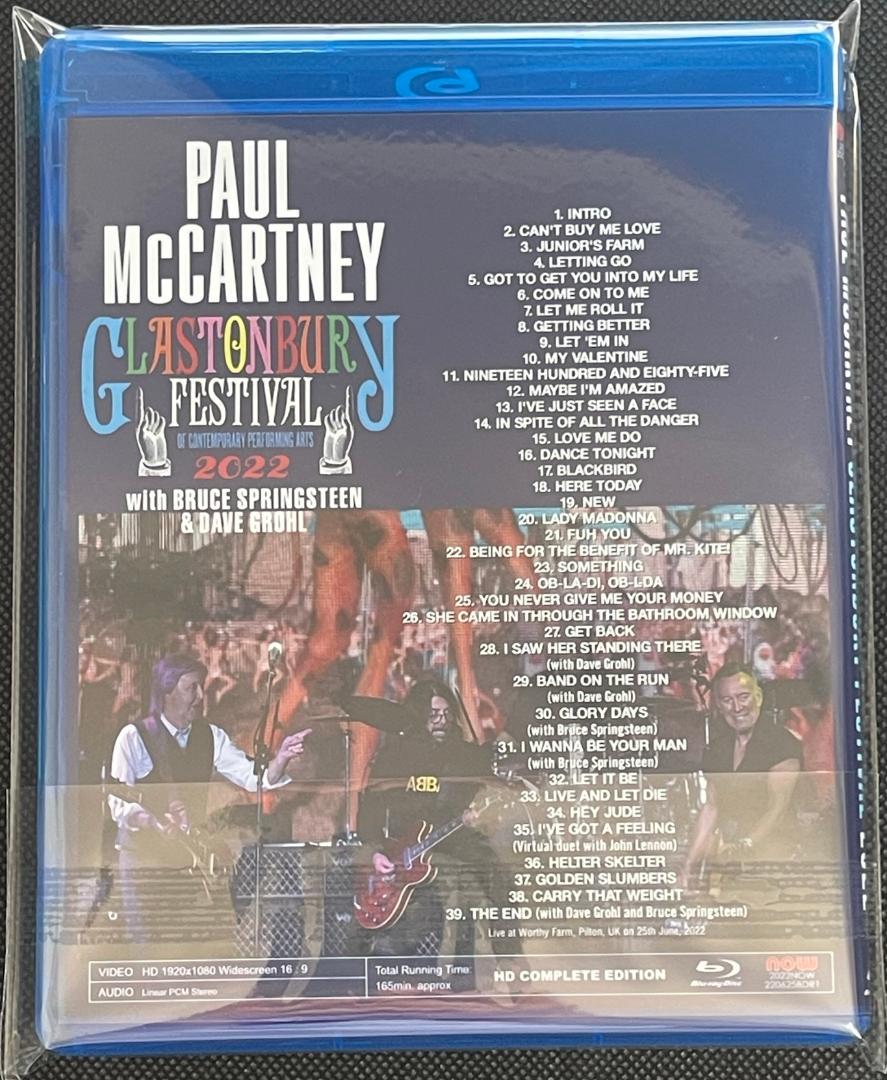 PAUL
McCARTNEY
GLASTONBURY
FESTIVAL
OF CONTEMPORARY PERFORMING ARTS
2022
with BRUCE SPRINGSTEEN
& DAVE GROHL
1. INTRO
2. CAN'T BUY ME LOVE
3. JUNIOR'S FARM
4. LETTING GO
5. GOT TO GET YOU INTO MY LIFE
6. COME ON TO ME
7. LET ME ROLL IT
8. GETTING BETTER
9. LET 'EM IN
10. MY VALENTINE
11. NINETEEN HUNDRED AND EIGHTY-FIVE
12. MAYBE I'M AMAZED
13. I'VE JUST SEEN A FACE
14. IN SPITE OF ALL THE DANGER
15. LOVE ME DO
16. DANCE TONIGHT
17. BLACKBIRD
18. HERE TODAY
19. NEW
20. LADY MADONNA
21. FUH YOU
22. BEING FOR THE BENEFIT OF MR. KITE!
23. SOMETHING
24. OB-LA-DI, OB-L-DA
25. YOU NEVER GIVE ME YOUR MONEY
26. SHE CAME IN THROUGH THE BATHROOM WINDOW
27. GET BACK
28. I SAW HER STANDING THERE
(with Dave Grohl)
29. BAND ON THE RUN
(with Dave Grohl)
30. GLORY DAYS
(with Bruce Springsteen)
31. I WANNA BE YOUR MAN
(with Bruce Springsteen)
32. LET IT BE
33. LIVE AND LET DIE
34. HEY JUDE
35. I'VE GOT A FEELING
(Virtual duet with John Lennon)
36. HELTER SKELTER
37. GOLDEN SLUMBERS
38. CARRY THAT WEIGHT
39. THE END (with Dave Grohl and Bruce Springsteen)
Live at Worthy Farm, Pilton, UK on 25th June, 2022
ABBA
VIDEO HD 1920x1080 Widescreen 16 : 9
AUDIO Linear PCM Stereo
Total Running Time:
165min. approx
HD COMPLETE EDITION
Blu-ray Disc
now
2022NOW
220625BDR1